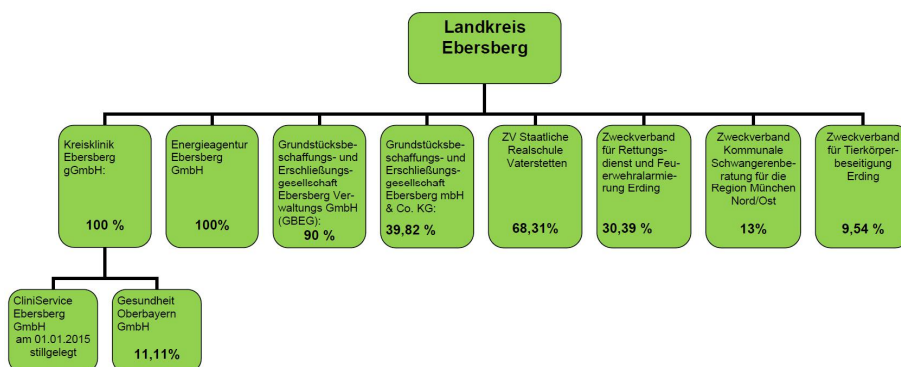 Landkreis
Ebersberg
Kreisklinik
Ebersberg
gGmbH:
100 %
Energieagentur
Ebersberg
GmbH
100%
Grundstücksbe-
schaffungs- und
Erschließungs-
gesellschaft
Ebersberg Ver-
waltungs GmbH
(GBEG):
90 %
Grundstücksbe-
schaffungs- und
Erschließungs-
gesellschaft
Ebersberg mbH
& Co. KG:
39,82 %
ZV Staatliche
Realschule
Vaterstetten
68,31%
Zweckverband
für Rettungs-
dienst und Feu-
erwehralarmie-
rung Erding
30,39 %
Zweckverband
Kommunale
Schwangerenbe-
ratung für die
Region München
Nord/Ost
13%
Zweckverband
für Tierkörper-
beseitigung
Erding
9,54 %
CliniService
Ebersberg
GmbH
am 01.01.2015
stillgelegt
Gesundheit
Oberbayern
GmbH
11,11%